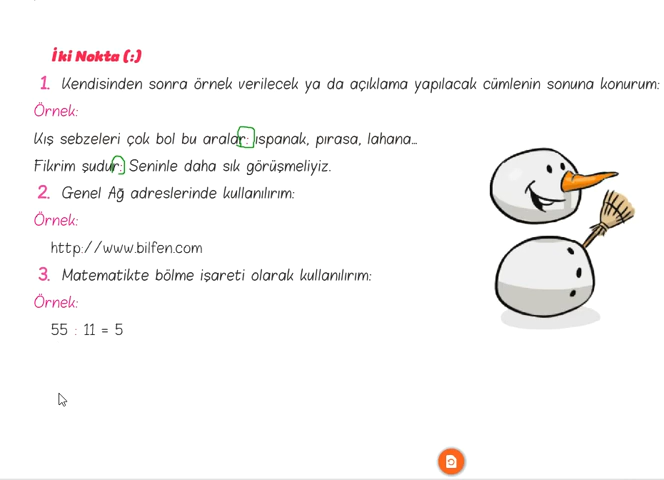 İki Nokta (:)
1. Kendisinden sonra örnek verilecek ya da açıklama yapılacak cümlenin sonuna konurum:
Örnek:
Kış sebzeleri çok bol bu aralar: ıspanak, pırasa, lahana...
Fikrim şudur: Seninle daha sık görüşmeliyiz.
2. Genel Ağ adreslerinde kullanılırım:
Örnek:
http://www.bilfen.com
3. Matematikte bölme işareti olarak kullanılırım:
Örnek:
55 : 11 = 5